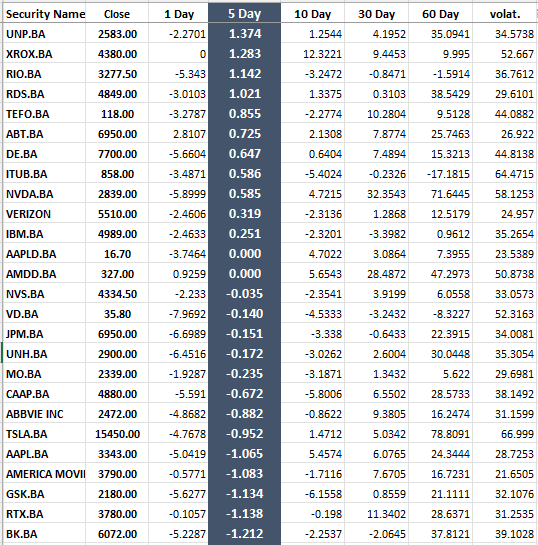 Security Name Close 1 Day 5 Day 10 Day 30 Day 60 Day volat.
UNP.BA 2583.00 -2.2701 1.374 1.2544 4.1952 35.0941 34.5738
XROX.BA 4380.00 0 1.283 12.3221 9.4453 9.995 52.667
RIO.BA 3277.50 -5.343 1.142 -3.2472 -0.8471 -1.5914 36.7612
RDS.BA 4849.00 -3.0103 1.021 1.3375 0.3103 38.5429 29.6101
TEFO.BA 118.00 -3.2787 0.855 -2.2774 10.2804 9.5128 44.0882
ABT.BA 6950.00 2.8107 0.725 2.1308 7.8774 25.7463 26.922
DE.BA 7700.00 -5.6604 0.647 0.6404 7.4894 15.3213 44.8138
ITUB.BA 858.00 -3.4871 0.586 -5.4024 -0.2326 -17.1815 64.4715
NVDA.BA 2839.00 -5.8999 0.585 4.7215 32.3543 71.6445 58.1253
VERIZON 5510.00 -2.4606 0.319 -2.3136 1.2868 12.5179 24.957
IBM.BA 4989.00 -2.4633 0.251 -2.3201 -3.3982 0.9612 35.2654
AAPLD.BA 16.70 -3.7464 0.000 4.7022 3.0864 7.3955 23.5389
AMDD.BA 327.00 0.9259 0.000 5.6543 28.4872 47.2973 50.8738
NVS.BA 4334.50 -2.233 -0.035 -2.3541 3.9199 6.0558 33.0573
VD.BA 35.80 -7.9692 -0.140 -4.5333 -3.2432 -8.3227 52.3163
JPM.BA 6950.00 -6.6989 -0.151 -3.338 -0.6433 22.3915 34.0081
UNH.BA 2900.00 -6.4516 -0.172 -3.0262 2.6004 30.0448 35.3054
MO.BA 2339.00 -1.9287 -0.235 -3.1871 1.3432 5.622 29.6981
CAAP.BA 4880.00 -5.591 -0.672 -5.8006 6.5502 28.5733 38.1492
ABBVIE INC 2472.00 -4.8682 -0.882 -0.8622 9.3805 16.2474 31.1599
TSLA.BA 15450.00 -4.7678 -0.952 1.4712 5.0342 78.8091 66.999
AAPL.BA 3343.00 -5.0419 -1.065 4.5574 6.0765 24.3444 28.7253
AMERICA MOVII 3790.00 -0.5771 -1.083 -1.7116 7.6705 16.7231 21.6505
GSK.BA 2180.00 -5.6277 -1.134 -6.1558 0.8559 21.1111 32.1076
RTX.BA 3780.00 -0.1057 -1.138 -0.198 11.3402 28.6371 31.2535
BK.BA 6072.00 -5.2287 -1.212 -2.2537 -2.0645 37.8121 39.1028